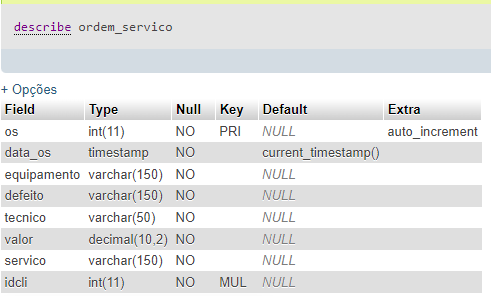 describe ordem_servico
+ Opções
Field Type Null Key Default Extra
os int(11) NO PRI NULL auto_increment
data_os timestamp NO current_timestamp()
equipamento varchar(150) NO NULL
defeito varchar(150) NO NULL
tecnico varchar(50) NO NULL
valor decimal(10,2) NO NULL
servico varchar(150) NO NULL
idcli int(11) NO MUL NULL